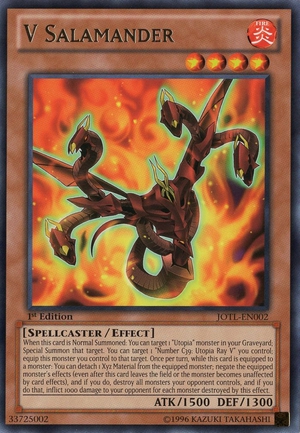 V Salamander
FIRE
炎
1st Edition
JOTL-EN002
[SPELLCASTER / EFFECT]
When this card is Normal Summoned: You can target 1 "Utopia" monster in your Graveyard;
Special Summon that target. You can target 1 "Number C39: Utopia Ray V" you control;
equip this monster you control to that target. Once per turn, while this card is equipped to
a monster: You can detach 1 Xyz Material from the equipped monster; negate the equipped
monster's effects (even after this card leaves the field or the monster becomes unaffected
by card effects), and if you do, destroy all monsters your opponent controls, and if you do
that, inflict 1000 damage to your opponent for each monster destroyed by this effect.
ATK/1500 DEF/1300
33725002
©1996 KAZUKI TAKAHASHI